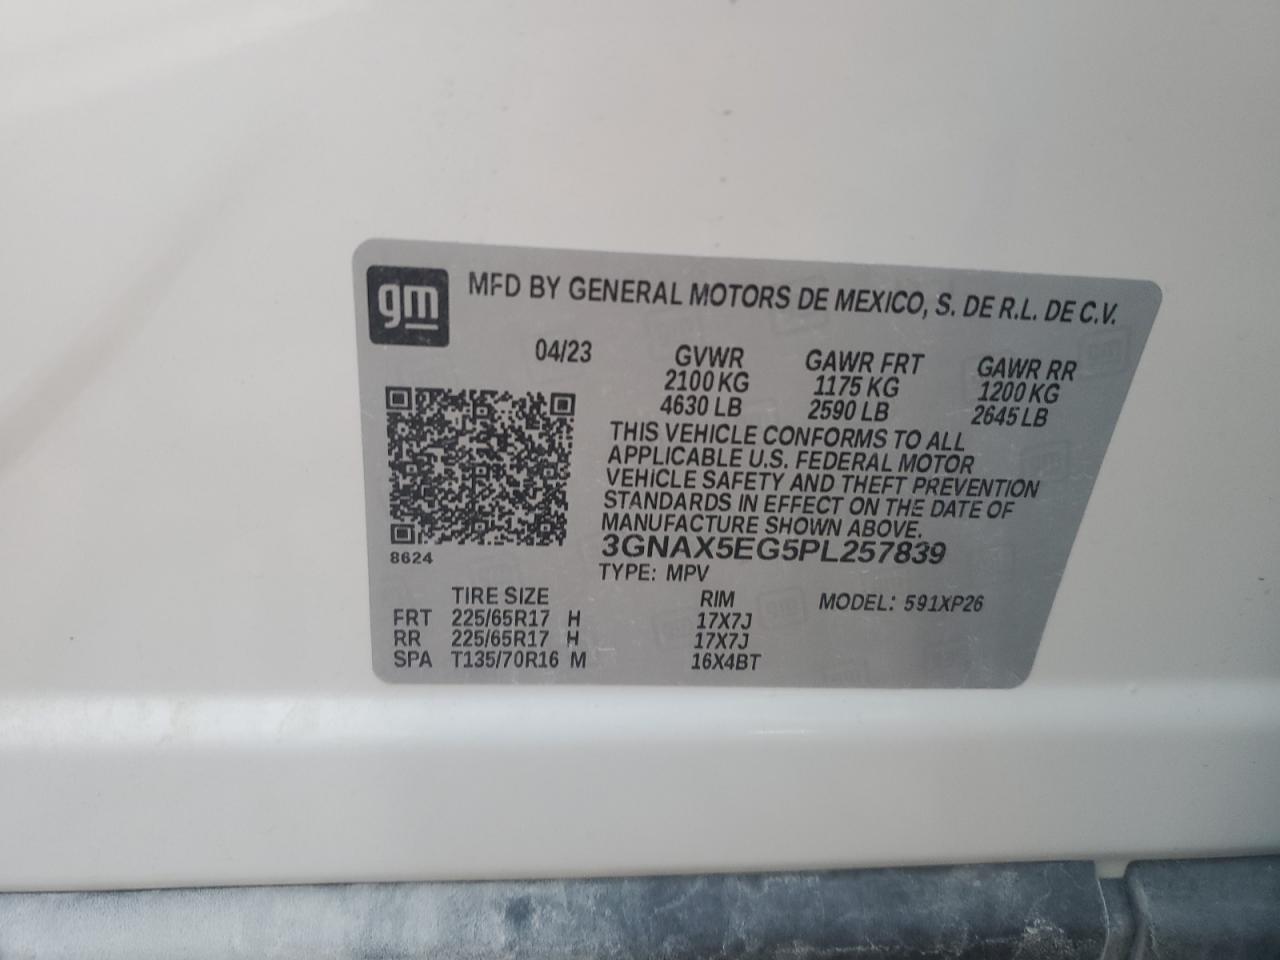 gm
MFD BY GENERAL MOTORS DE MEXICO, S. DE R.L. DE C.V.
04/23 GVWR GAWR FRT GAWR RR
2100 KG 1175 KG 1200 KG
4630 LB 2590 LB 2645 LB
THIS VEHICLE CONFORMS TO ALL
APPLICABLE U.S. FEDERAL MOTOR
VEHICLE SAFETY AND THEFT PREVENTION
STANDARDS IN EFFECT ON THE DATE OF
MANUFACTURE SHOWN ABOVE.
8624 3GNAX5EG5PL257839
TYPE: MPV
TIRE SIZE RIM MODEL: 591XP26
FRT 225/65R17 H 17X7J
RR 225/65R17 H 17X7J
SPA T135/70R16 M 16X4BT